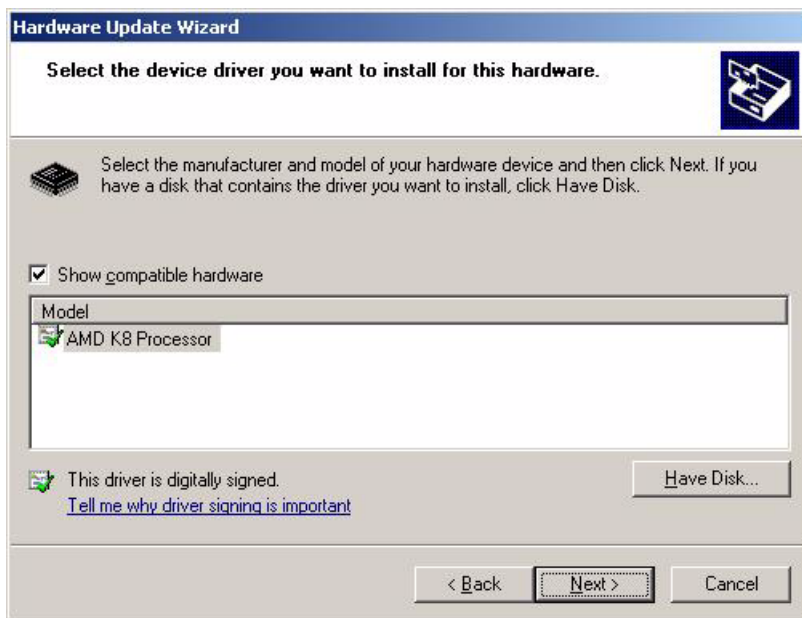 Hardware Update Wizard
Select the device driver you want to install for this hardware.
Select the manufacturer and model of your hardware device and then click Next. If you
have a disk that contains the driver you want to install, click Have Disk.
Show compatible hardware
Model
AMD K8 Processor
This driver is digitally signed.
Have Disk...
Tell me why driver signing is important
< Back
Next >
Cancel